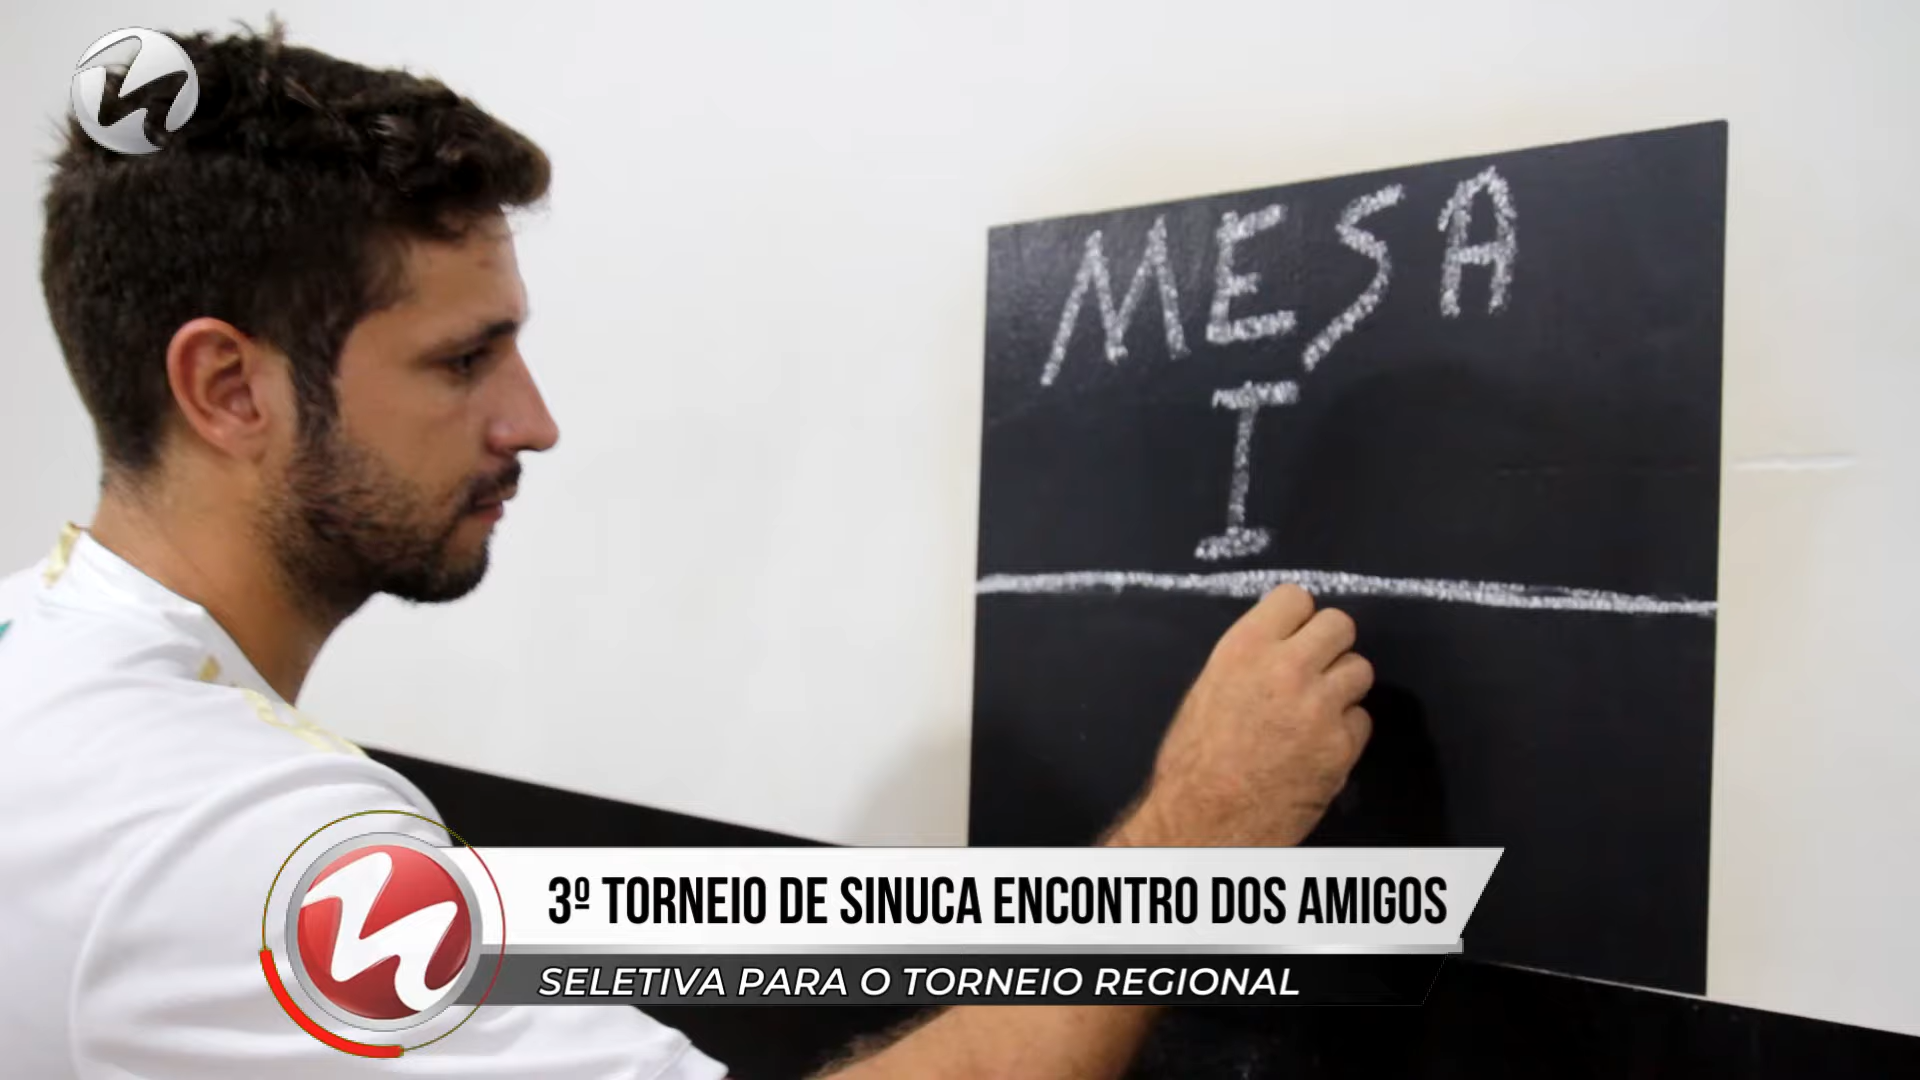 MESA
I
3º TORNEIO DE SINUCA ENCONTRO DOS AMIGOS
SELETIVA PARA O TORNEIO REGIONAL